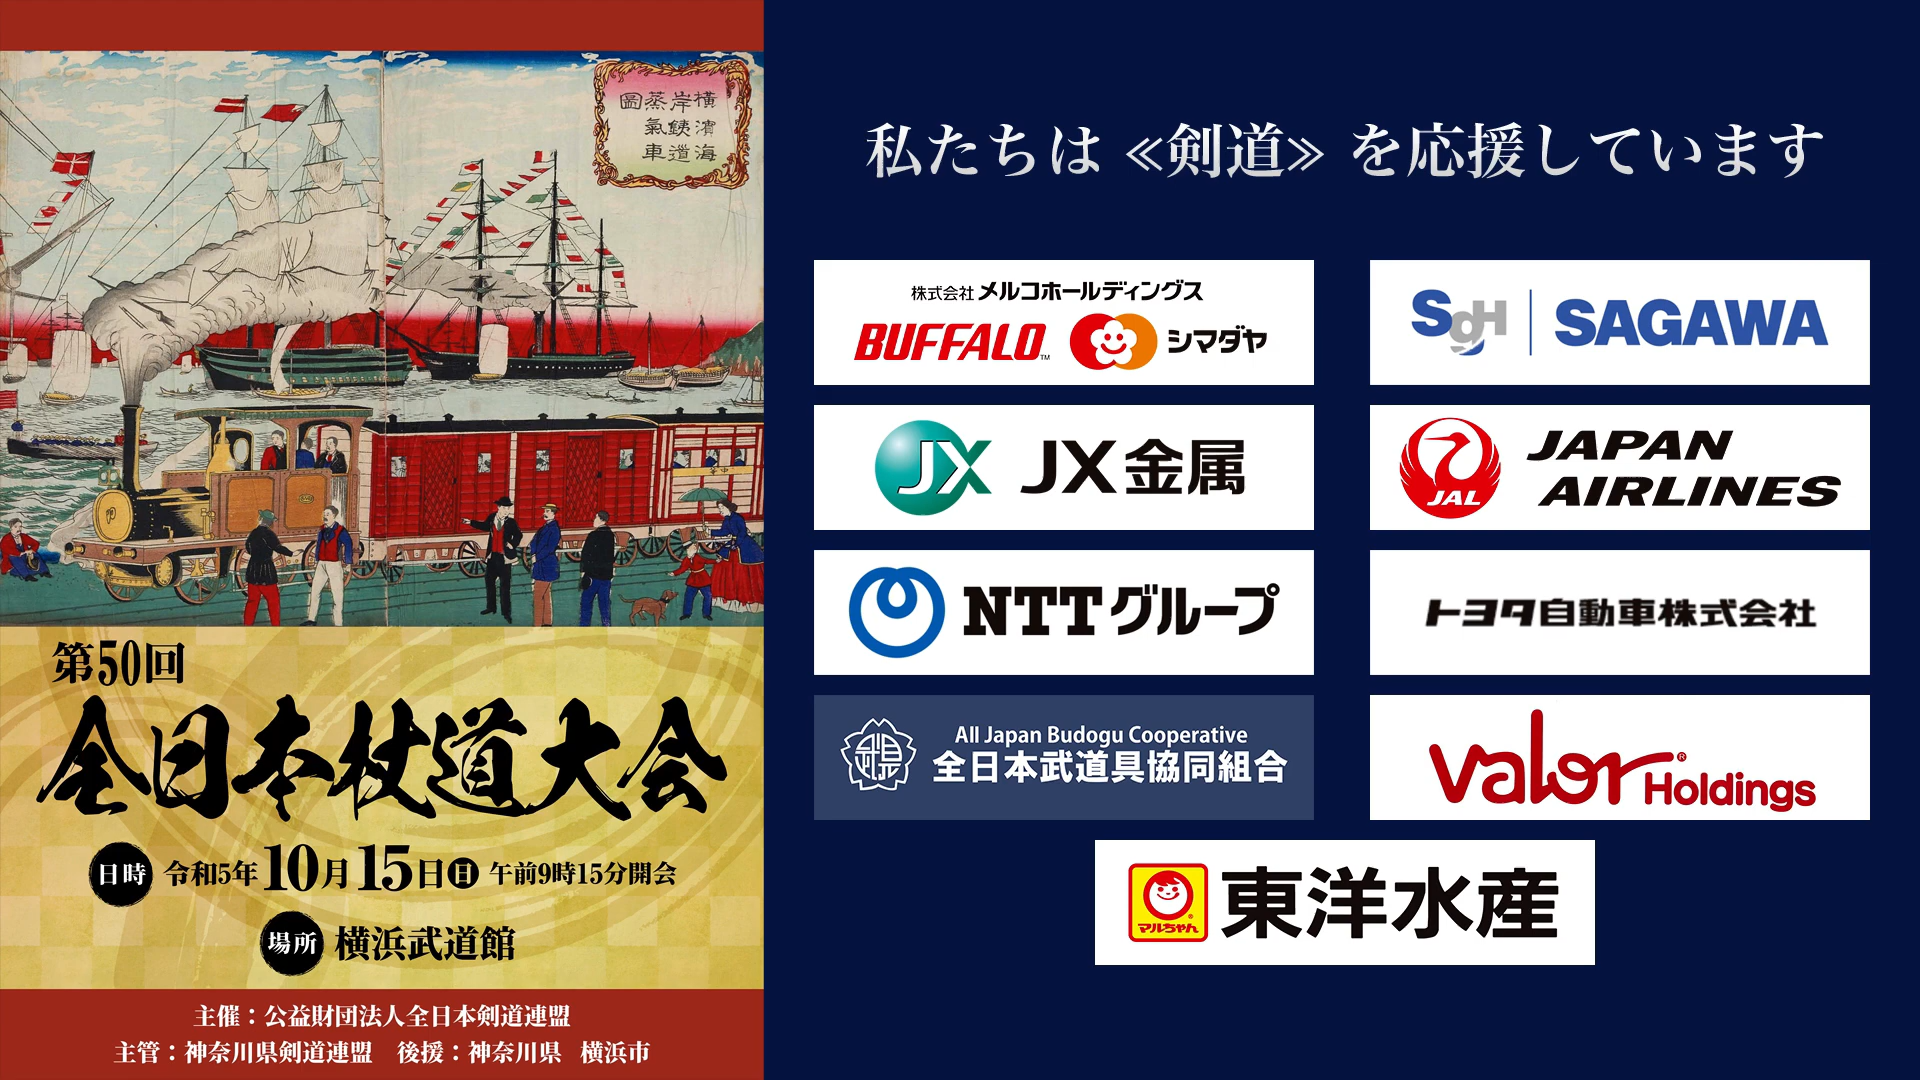 横濱海
岸鉄道
蒸氣車
圖
第50回
全日本杖道大会
日時 令和5年10月15日日 午前9時15分開会
場所 横浜武道館
主催：公益財団法人全日本剣道連盟
主管：神奈川県剣道連盟 後援：神奈川県 横浜市
私たちは≪剣道≫を応援しています
株式会社メルコホールディングス
BUFFALO™ シマダヤ
SGH SAGAWA
JX JX金属
JAL JAPAN AIRLINES
NTTグループ
トヨタ自動車株式会社
All Japan Budogu Cooperative
全日本武道具協同組合
valor® Holdings
マルちゃん® 東洋水産